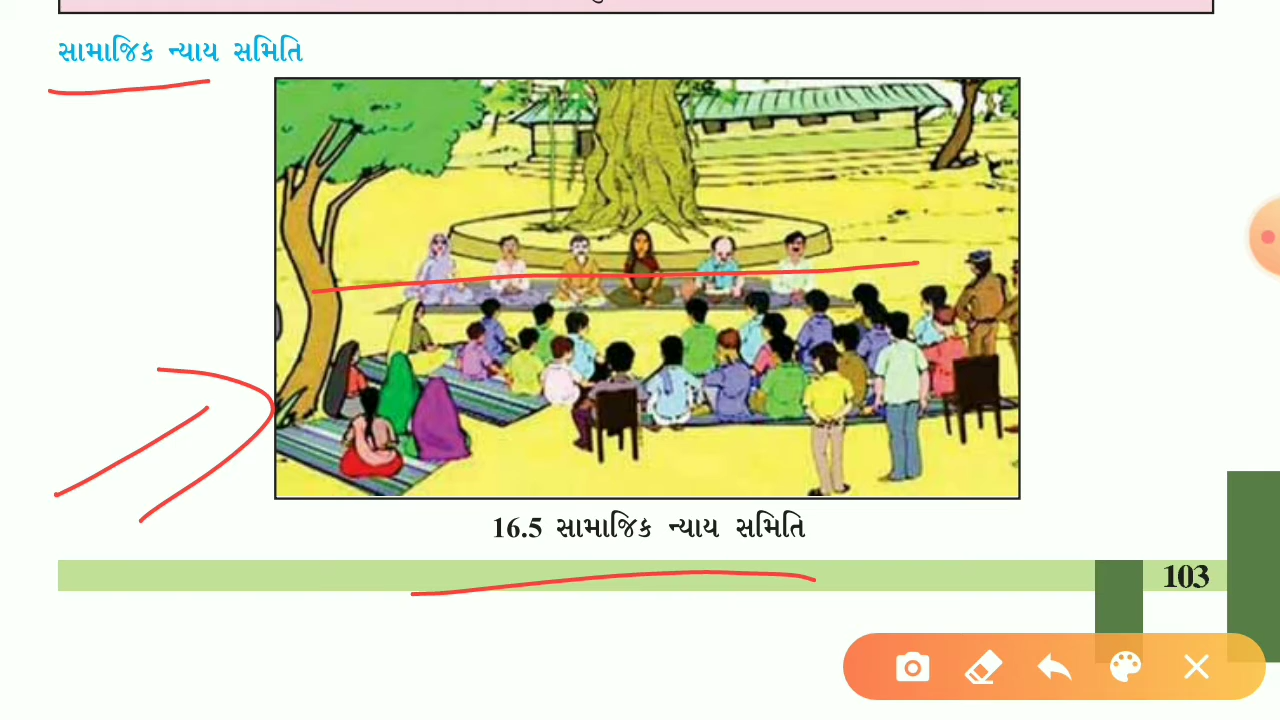 સામાજિક ન્યાય સમિતિ
16.5 સામાજિક ન્યાય સમિતિ
103